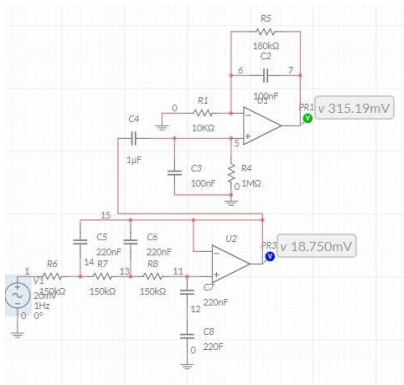 R5
180kΩ
C2
6
7
100nF
U1
0
R1
10KΩ
PR1
v 315.19mV
C4
1µF
5
C3
100nF
R4
0
1MΩ
15
C5
220nF
C6
220nF
U2
PR3
v 18.750mV
1
R6
150kΩ
14
R7
150kΩ
13
R8
150kΩ
11
V1
20mV
1Hz
0°
0
C7
220nF
12
C8
220F
0